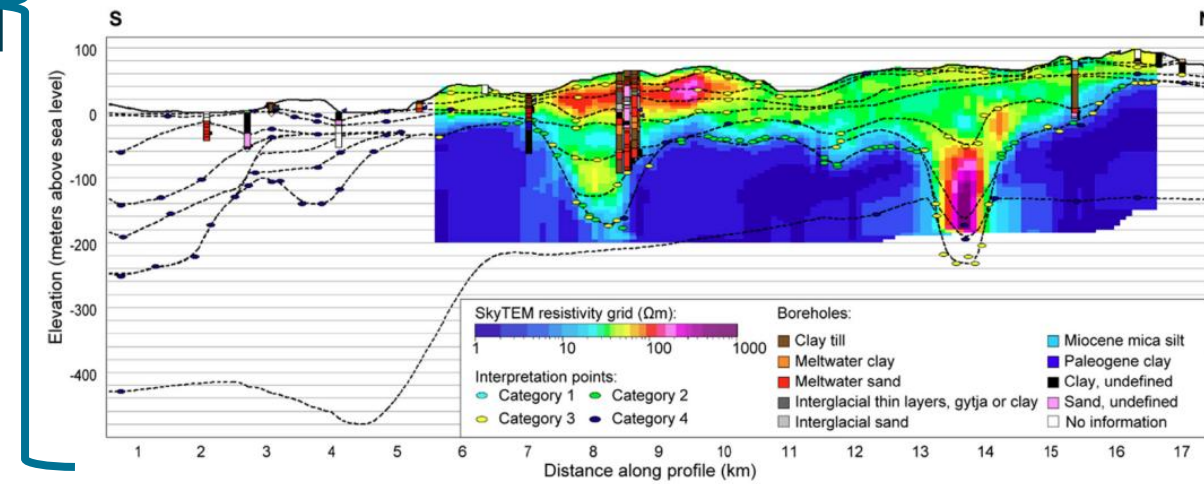 S
Elevation (meters above sea level)
100
0
-100
-200
-300
-400
SkyTEM resistivity grid (Ωm):
1 10 100 1000
Interpretation points:
Category 1 Category 2
Category 3 Category 4
Boreholes:
Clay till
Meltwater clay
Meltwater sand
Interglacial thin layers, gytja or clay
Interglacial sand
Miocene mica silt
Paleogene clay
Clay, undefined
Sand, undefined
No information
1 2 3 4 5 6 7 8 9 10 11 12 13 14 15 16 17
Distance along profile (km)